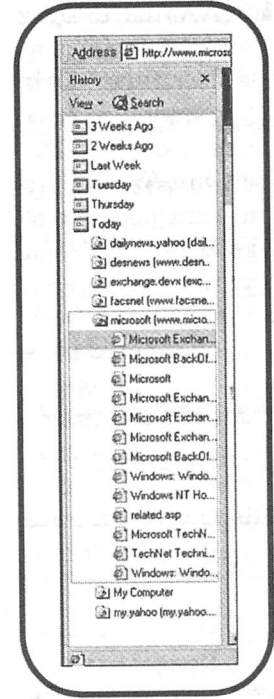 Address http://www.micros
History ×
View Search
3 Weeks Ago
2 Weeks Ago
Last Week
Tuesday
Thursday
Today
dailynews.yahoo (dail...
desnews (www.desn..
exchange.devx (exc...
facsnet (www.facsne...
microsoft (www.micro...
Microsoft Exchan...
Microsoft BackOf...
Microsoft
Microsoft Exchan...
Microsoft Exchan...
Microsoft Exchan...
Microsoft BackOf...
Windows: Windo...
Windows NT Ho...
related.asp
Microsoft TechN...
TechNet Techni...
Windows: Windo...
My Computer
my.yahoo (my.yahoo....